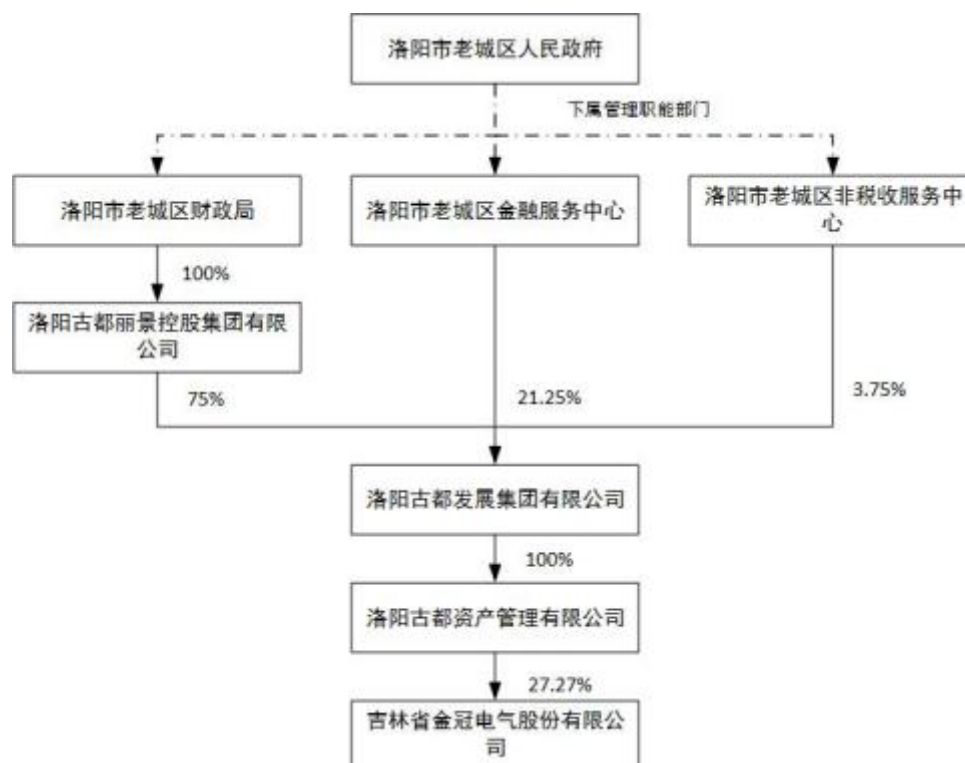 洛阳市老城区人民政府
下属管理职能部门
洛阳市老城区财政局
洛阳市老城区金融服务中心
洛阳市老城区非税收服务中
心
100%
洛阳古都丽景控股集团有限
公司
75%
21.25%
3.75%
洛阳古都发展集团有限公司
100%
洛阳古都资产管理有限公司
27.27%
吉林省金冠电气股份有限公
司